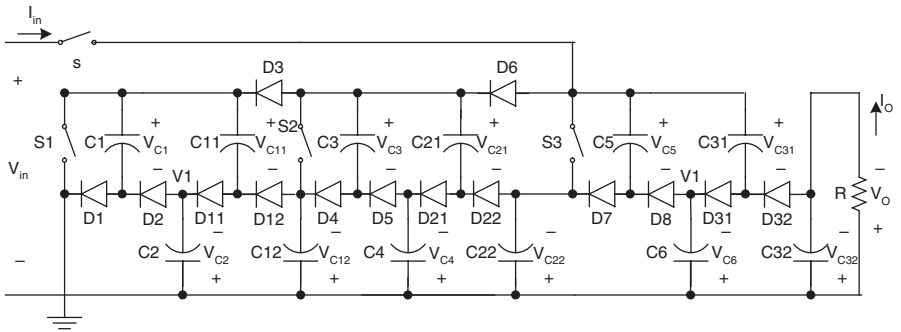 I_in
s
D3
D6
+
+ + + + + +
S1 C1 V_C1 C11 V_C11 S2 C3 V_C3 C21 V_C21 S3 C5 V_C5 C31 V_C31 I_O
V_in
− − − − − − −
V1 V1
D1 D2 D11 D12 D4 D5 D21 D22 D7 D8 D31 D32 R V_O
− − − − − −
C2 V_C2 C12 V_C12 C4 V_C4 C22 V_C22 C6 V_C6 C32 V_C32
+
− + + + + + +